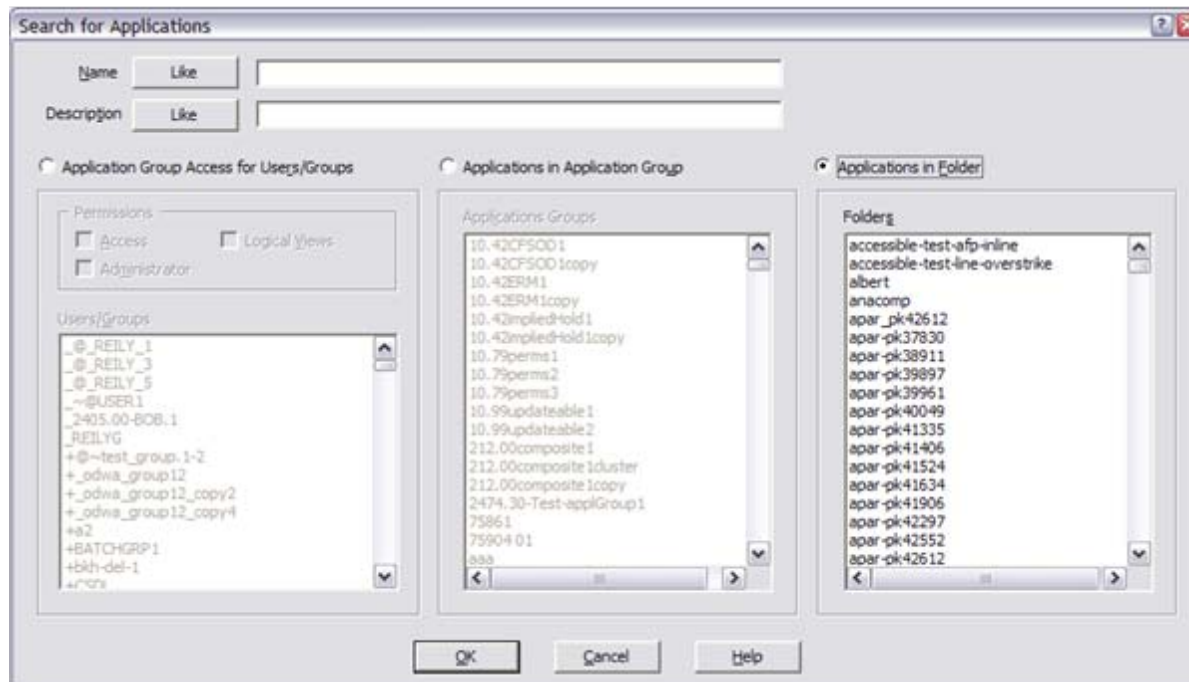 Search for Applications
Name Like
Description Like
Application Group Access for Users/Groups
Permissions
Access Logical Views
Administrator
Users/Groups
_@_REILY_1
_@_REILY_3
_@_REILY_5
_~@USER1
_2405.00-BOB.1
_REILYG
+@~test_group.1-2
+_odwa_group12
+_odwa_group12_copy2
+_odwa_group12_copy4
+a2
+BATCHGRP1
+bkh-del-1
Applications in Application Group
Applications Groups
10.42CFSOD1
10.42CFSOD1copy
10.42ERM1
10.42ERM1copy
10.42impliedHold1
10.42impliedHold1copy
10.79perms1
10.79perms2
10.79perms3
10.99updateable1
10.99updateable2
212.00composite1
212.00composite1cluster
212.00composite1copy
2474.30-Test-applGroup1
75861
75904 01
aaa
Applications in Folder
Folders
accessible-test-afp-inline
accessible-test-line-overstrike
albert
anacomp
apar_pk42612
apar-pk37830
apar-pk38911
apar-pk39897
apar-pk39961
apar-pk40049
apar-pk41335
apar-pk41406
apar-pk41524
apar-pk41634
apar-pk41906
apar-pk42297
apar-pk42552
apar-pk42612
OK Cancel Help